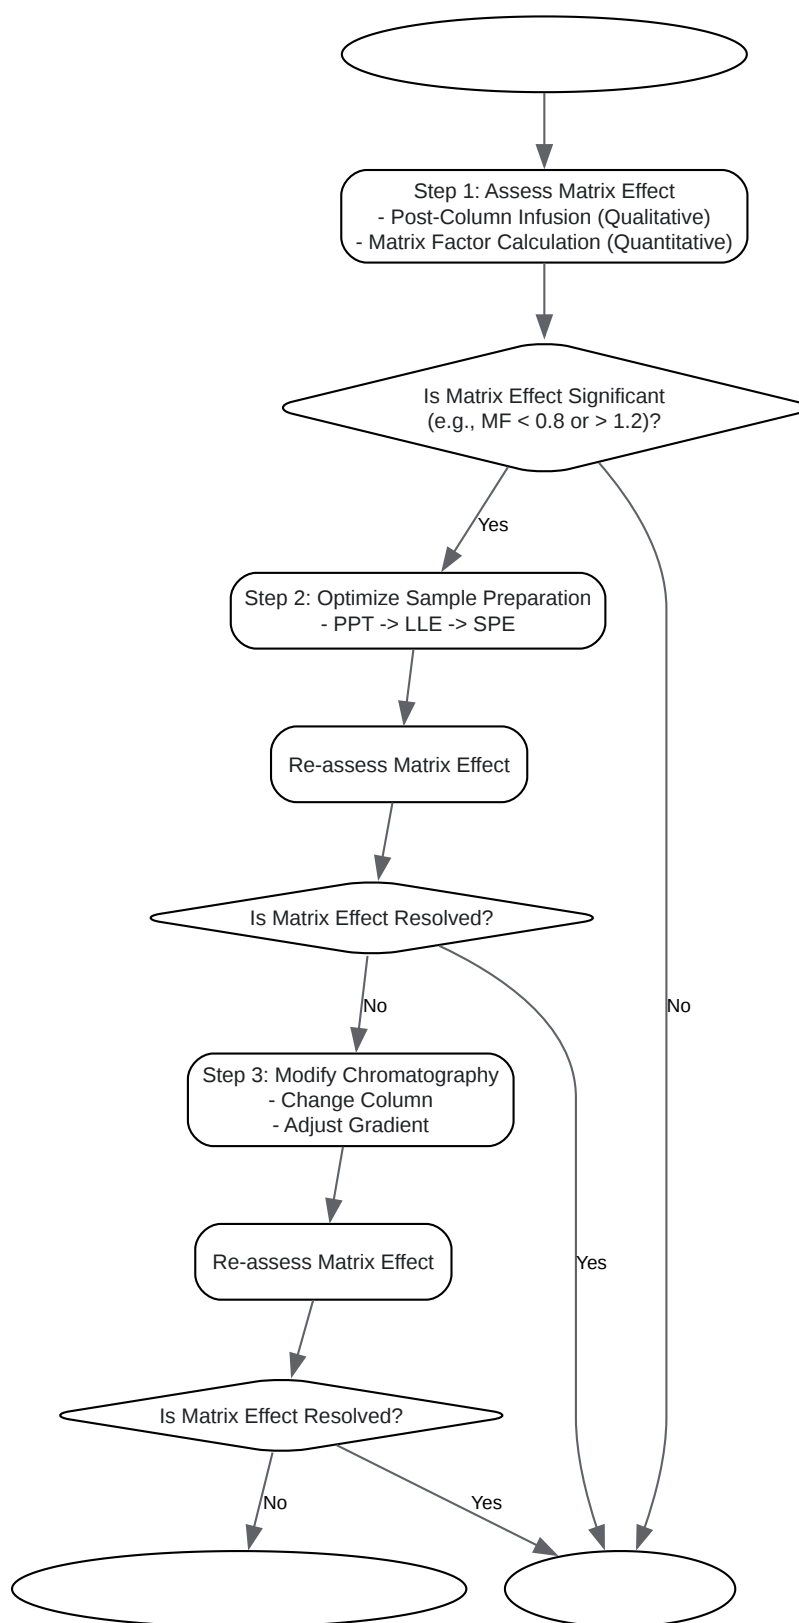 Step 1: Assess Matrix Effect
- Post-Column Infusion (Qualitative)
- Matrix Factor Calculation (Quantitative)
Is Matrix Effect Significant
(e.g., MF < 0.8 or > 1.2)?
Yes
Step 2: Optimize Sample Preparation
- PPT -> LLE -> SPE
Re-assess Matrix Effect
Is Matrix Effect Resolved?
No
No
Step 3: Modify Chromatography
- Change Column
- Adjust Gradient
Re-assess Matrix Effect
Yes
Is Matrix Effect Resolved?
No
Yes